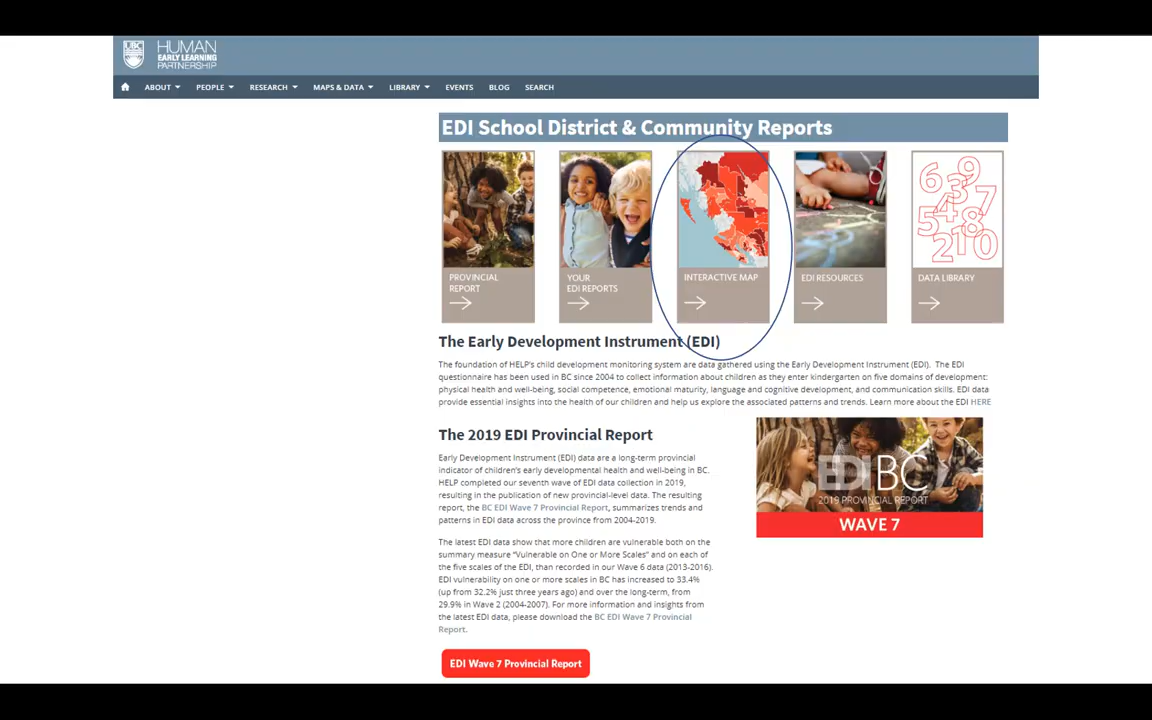 UBC
HUMAN
EARLY LEARNING
PARTNERSHIP
ABOUT PEOPLE RESEARCH MAPS & DATA LIBRARY EVENTS BLOG SEARCH
EDI School District & Community Reports
PROVINCIAL
REPORT
YOUR
EDI REPORTS
INTERACTIVE MAP
EDI RESOURCES
6 9 3 7 5 4 8 2 1 0
DATA LIBRARY
The Early Development Instrument (EDI)
The foundation of HELP's child development monitoring system are data gathered using the Early Development Instrument (EDI). The EDI
questionnaire has been used in BC since 2004 to collect information about children as they enter kindergarten on five domains of development:
physical health and well-being, social competence, emotional maturity, language and cognitive development, and communication skills. EDI data
provide essential insights into the health of our children and help us explore the associated patterns and trends. Learn more about the EDI HERE
The 2019 EDI Provincial Report
Early Development Instrument (EDI) data are a long-term provincial
indicator of children's early developmental health and well-being in BC.
HELP completed our seventh wave of EDI data collection in 2019,
resulting in the publication of new provincial-level data. The resulting
report, the BC EDI Wave 7 Provincial Report, summarizes trends and
patterns in EDI data across the province from 2004-2019.
The latest EDI data show that more children are vulnerable both on the
summary measure "Vulnerable on One or More Scales" and on each of
the five scales of the EDI, than recorded in our Wave 6 data (2013-2016).
EDI vulnerability on one or more scales in BC has increased to 33.4%
(up from 32.2% just three years ago) and over the long-term, from
29.9% in Wave 2 (2004-2007). For more information and insights from
the latest EDI data, please download the BC EDI Wave 7 Provincial
Report.
EDI BC
2019 PROVINCIAL REPORT
WAVE 7
EDI Wave 7 Provincial Report